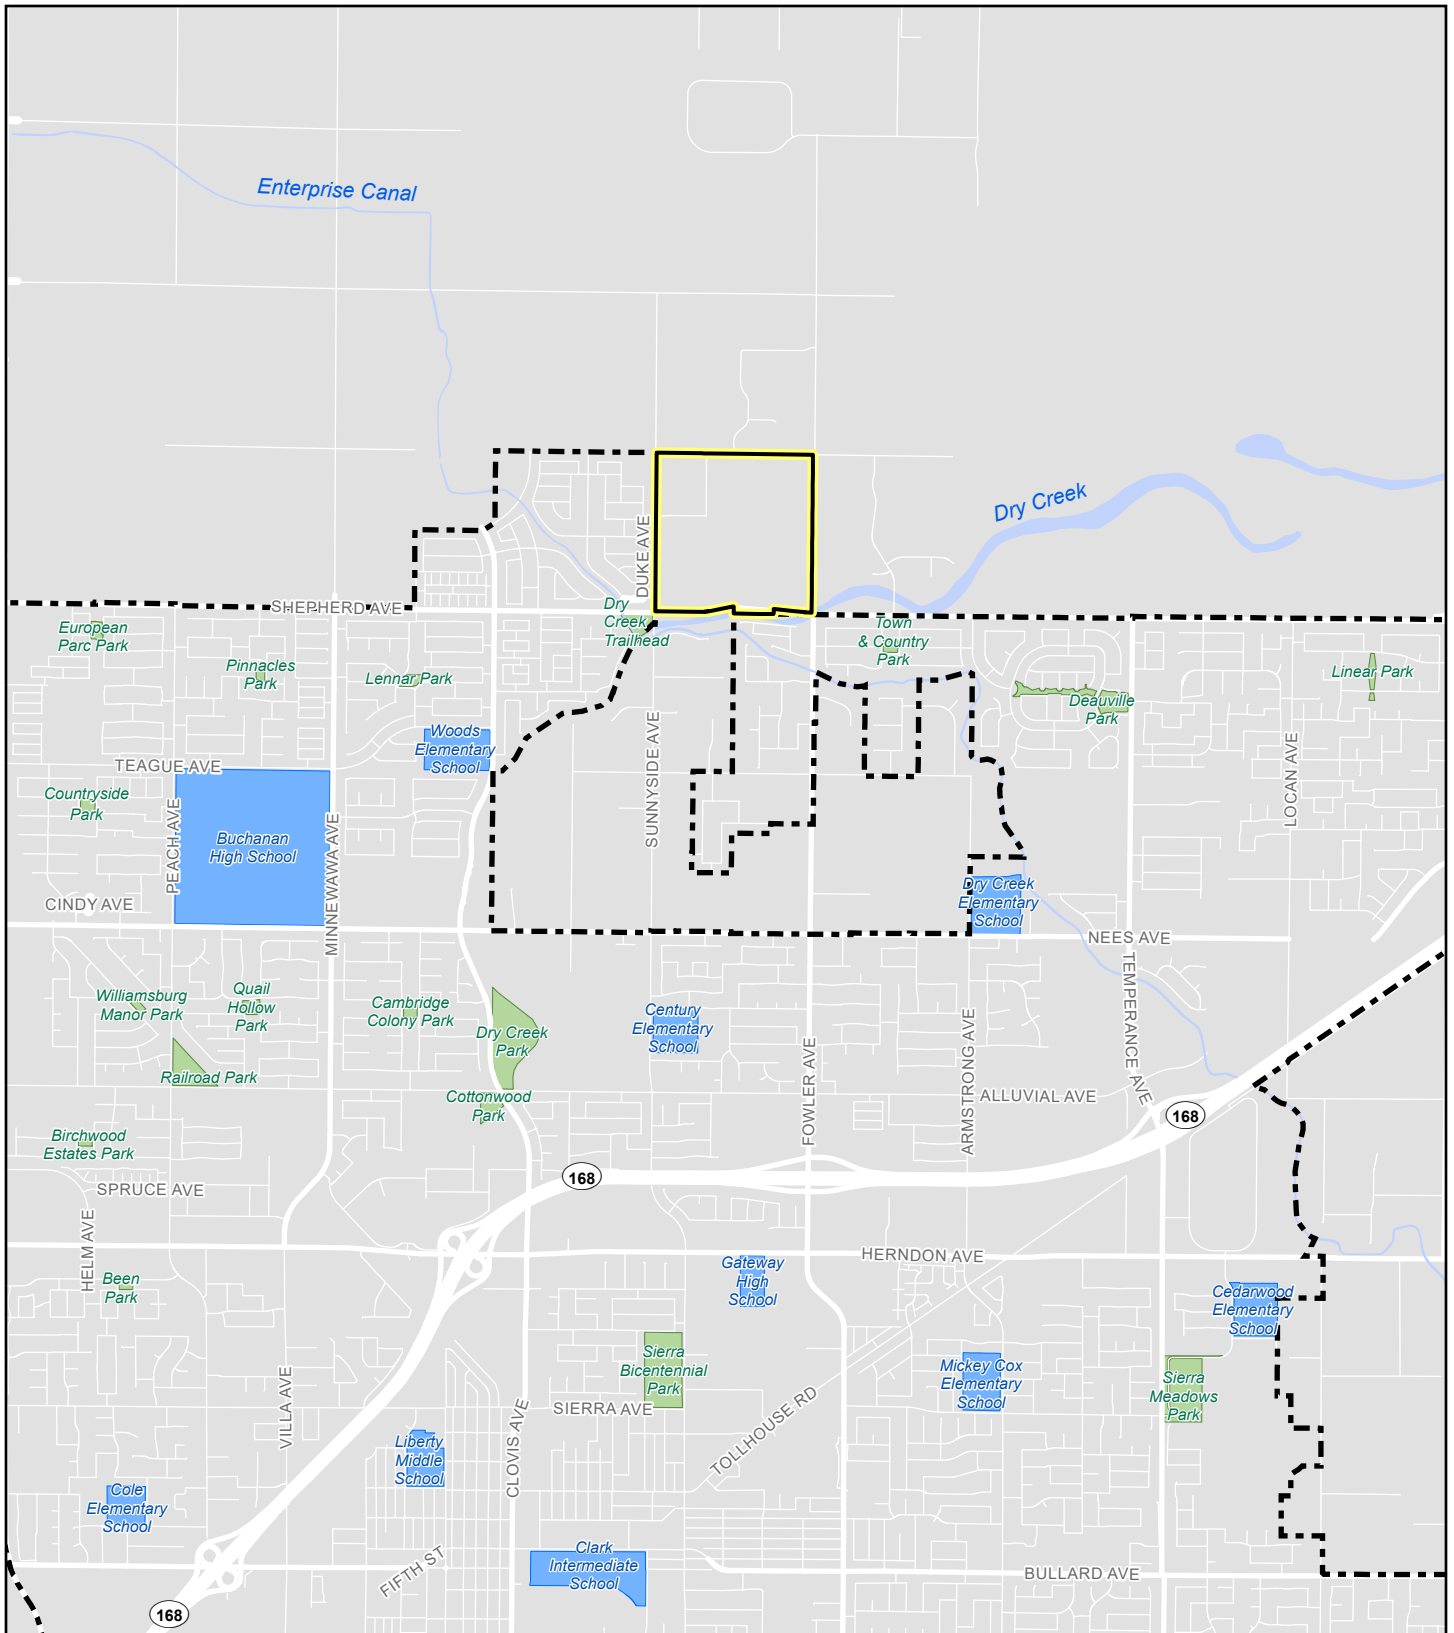 Enterprise Canal
Dry Creek
DUKE AVE
SHEPHERD AVE
European
Parc Park
Pinnacles
Park
Lennar Park
Dry
Creek
Trailhead
Town
& Country
Park
Deauville
Park
Linear Park
Woods
Elementary
School
TEAGUE AVE
Countryside
Park
PEACH AVE
Buchanan
High School
MINNEWAWA AVE
SUNNYSIDE AVE
LOCAN AVE
CINDY AVE
Dry Creek
Elementary
School
NEES AVE
Williamsburg
Manor Park
Quail
Hollow
Park
Cambridge
Colony Park
Dry Creek
Park
Century
Elementary
School
TEMPERANCE AVE
Railroad Park
Cottonwood
Park
FOWLER AVE
ARMSTRONG AVE
ALLUVIAL AVE
168
Birchwood
Estates Park
168
SPRUCE AVE
HELM AVE
HERNDON AVE
Been
Park
Gateway
High
School
Cedarwood
Elementary
School
Sierra
Bicentennial
Park
Mickey Cox
Elementary
School
Sierra
Meadows
Park
VILLA AVE
SIERRA AVE
TOLLHOUSE RD
CLOVIS AVE
Liberty
Middle
School
Cole
Elementary
School
FIFTH ST
Clark
Intermediate
School
BULLARD AVE
168